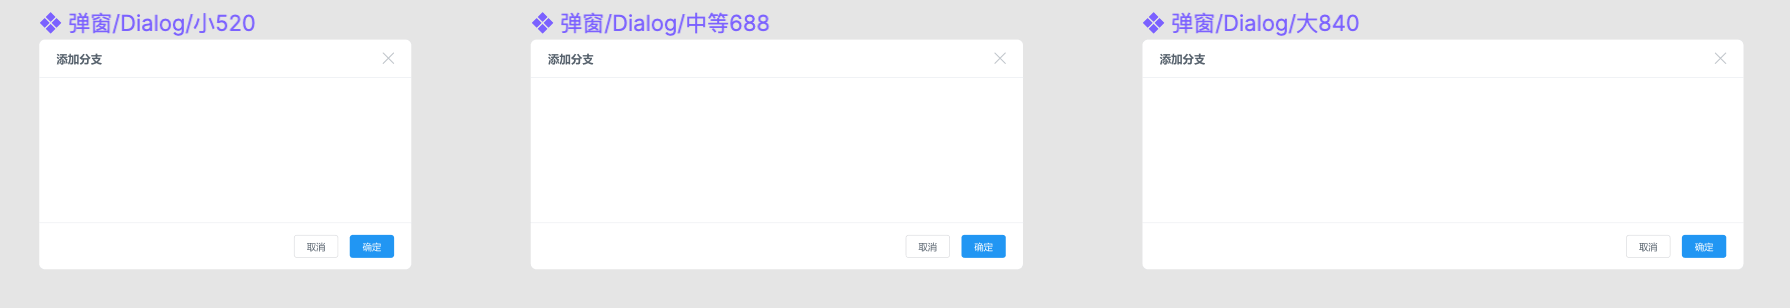 弹窗/Dialog/小520
弹窗/Dialog/中等688
弹窗/Dialog/大840
添加分支
添加分支
添加分支
取消
确定
取消
确定
取消
确定